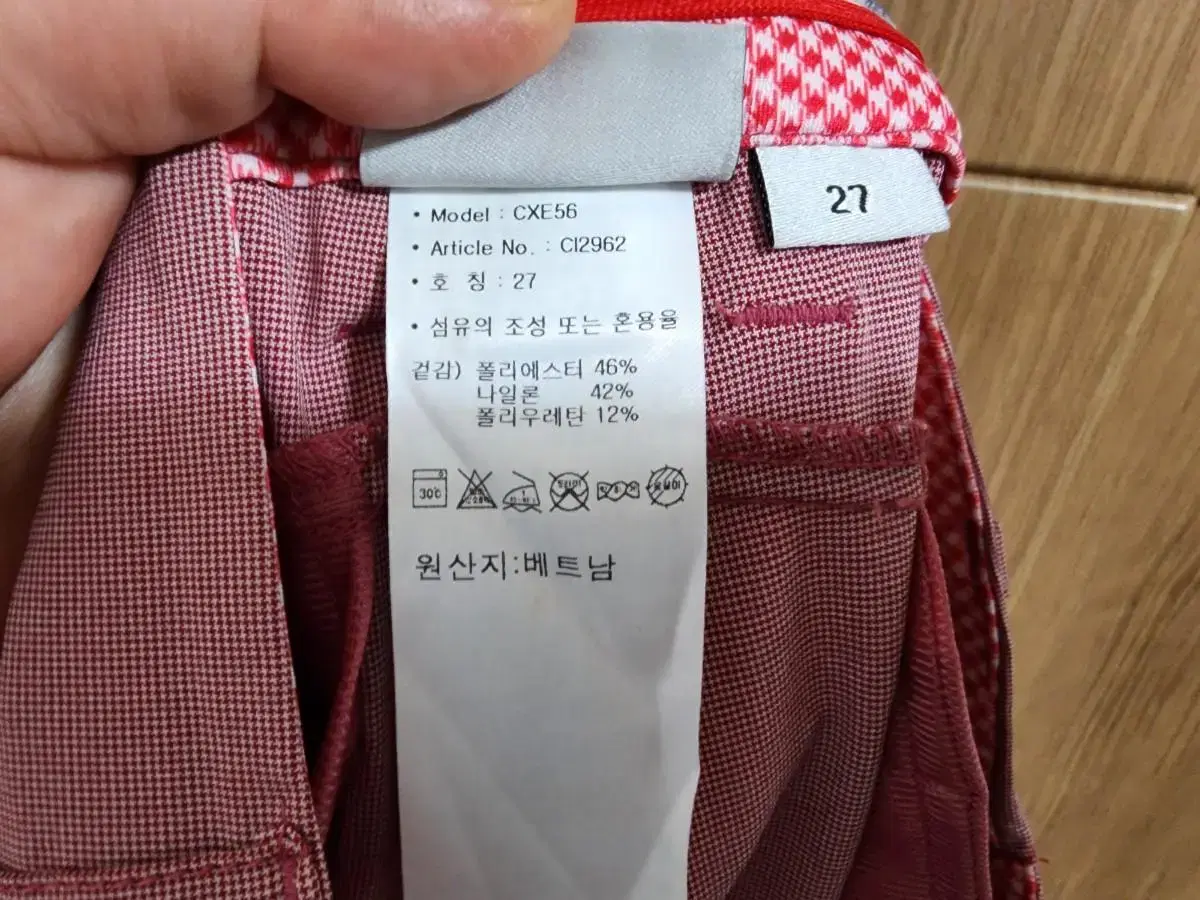 27
• Model : CXE56
• Article No. : CI2962
• 호 칭 : 27
• 섬유의 조성 또는 혼용율
겉감) 폴리에스터 46%
나일론 42%
폴리우레탄 12%
30℃
원산지:베트남